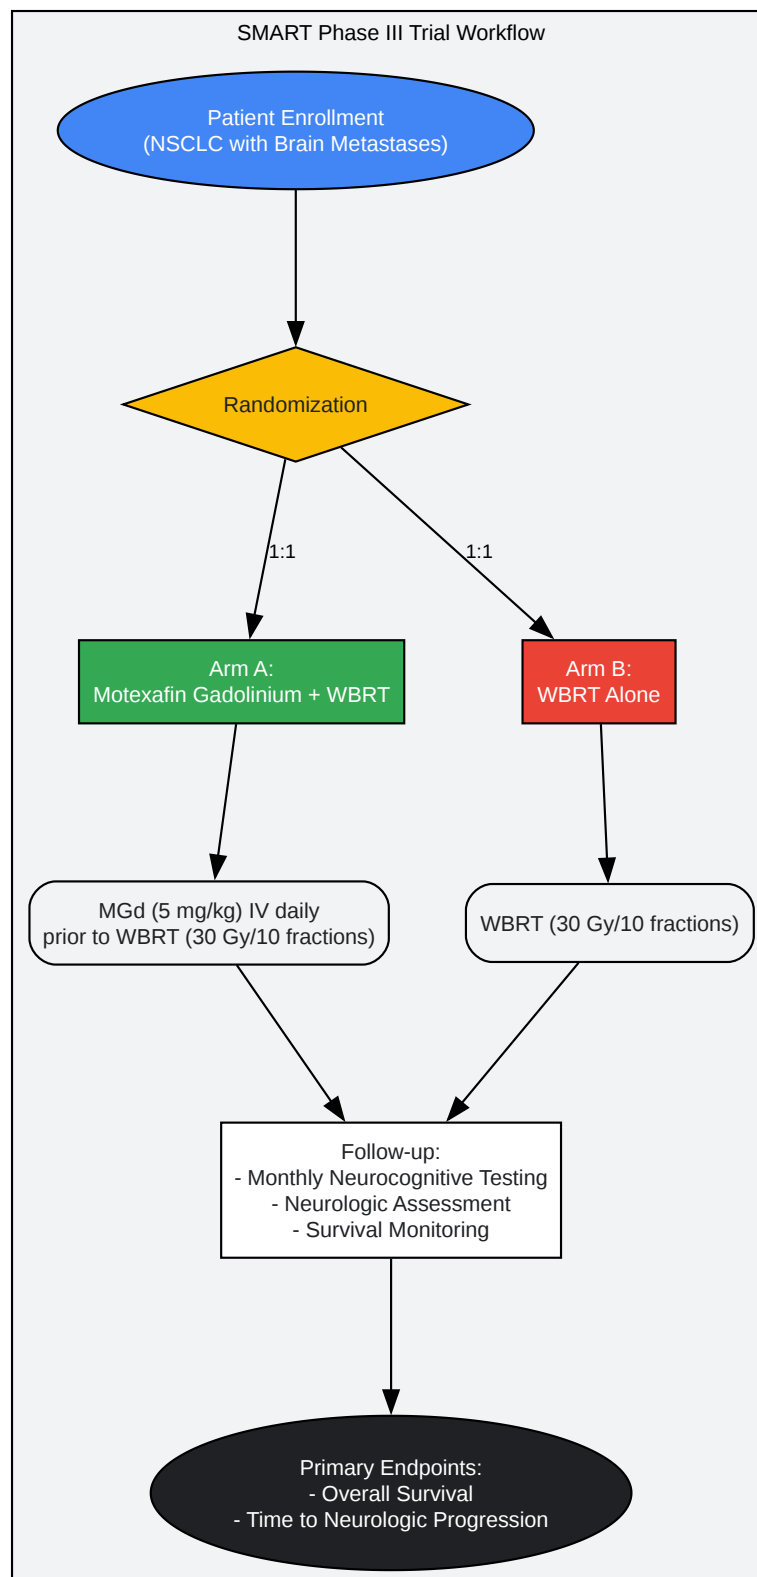 SMART Phase III Trial Workflow
Patient Enrollment
(NSCLC with Brain Metastases)
Randomization
1:1
1:1
Arm A:
Motexafin Gadolinium + WBRT
Arm B:
WBRT Alone
MGd (5 mg/kg) IV daily
prior to WBRT (30 Gy/10 fractions)
WBRT (30 Gy/10 fractions)
Follow-up:
- Monthly Neurocognitive Testing
- Neurologic Assessment
- Survival Monitoring
Primary Endpoints:
- Overall Survival
- Time to Neurologic Progression